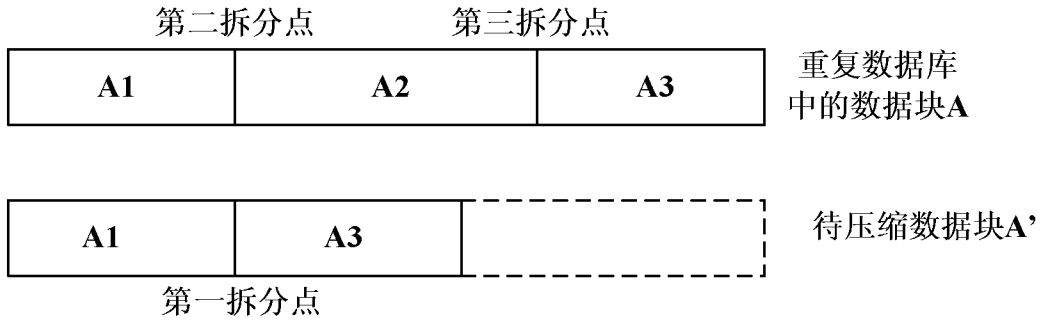 第二拆分点 第三拆分点
A1 A2 A3
重复数据库
中的数据块A
A1 A3
待压缩数据块A’
第一拆分点